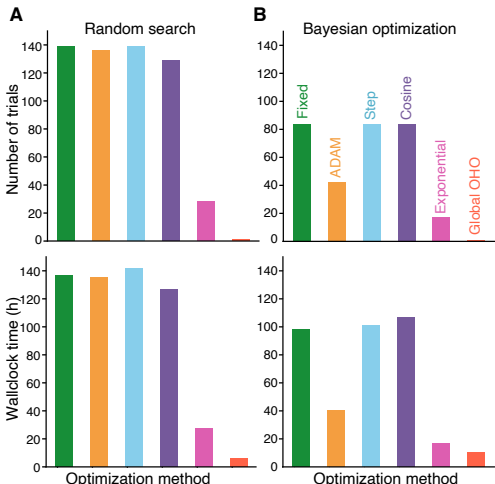 A
Random search
Number of trials
140
120
100
80
60
40
20
0
B
Bayesian optimization
140
120
100
80
60
40
20
0
Fixed
ADAM
Step
Cosine
Exponential
Global OHO
Wallclock time (h)
140
120
100
80
60
40
20
0
Optimization method
140
120
100
80
60
40
20
0
Optimization method